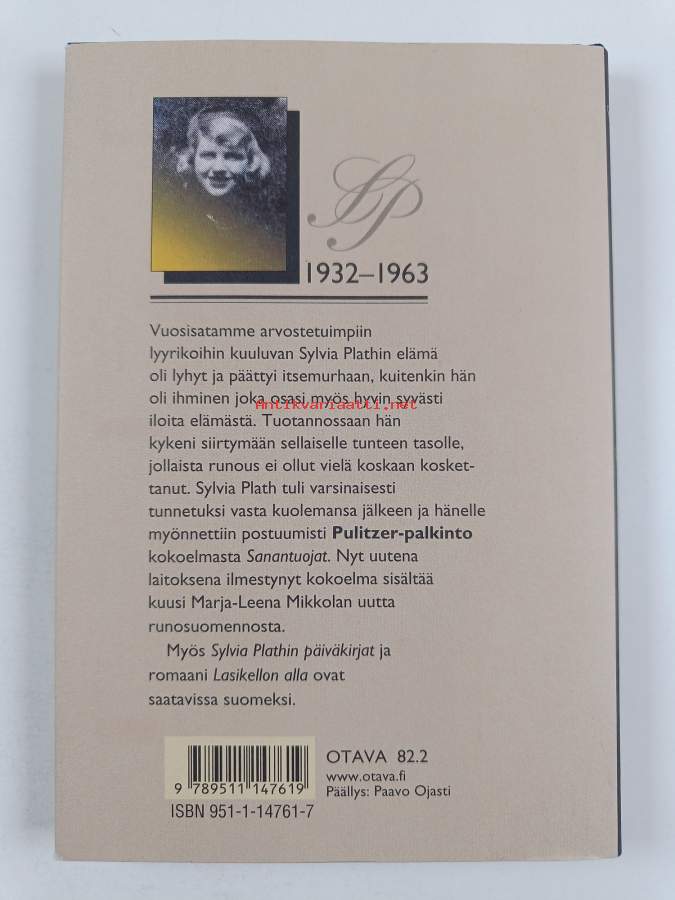 SP
1932–1963
Vuosisatamme arvostetuimpiin
lyyrikoihin kuuluvan Sylvia Plathin elämä
oli lyhyt ja päättyi itsemurhaan, kuitenkin hän
oli ihminen joka osasi myös hyvin syvästi
Antikvariaatti.net
iloita elämästä. Tuotannossaan hän
kykeni siirtymään sellaiselle tunteen tasolle,
jollaista runous ei ollut vielä koskaan kosket-
tanut. Sylvia Plath tuli varsinaisesti
tunnetuksi vasta kuolemansa jälkeen ja hänelle
myönnettiin postuumisti Pulitzer-palkinto
kokoelmasta Sanantuojat. Nyt uutena
laitoksena ilmestynyt kokoelma sisältää
kuusi Marja-Leena Mikkolan uutta
runosuomennosta.
Myös Sylvia Plathin päiväkirjat ja
romaani Lasikellon alla ovat
saatavissa suomeksi.
OTAVA 82.2
www.otava.fi
Päällys: Paavo Ojasti
9 789511 147619
ISBN 951-1-14761-7